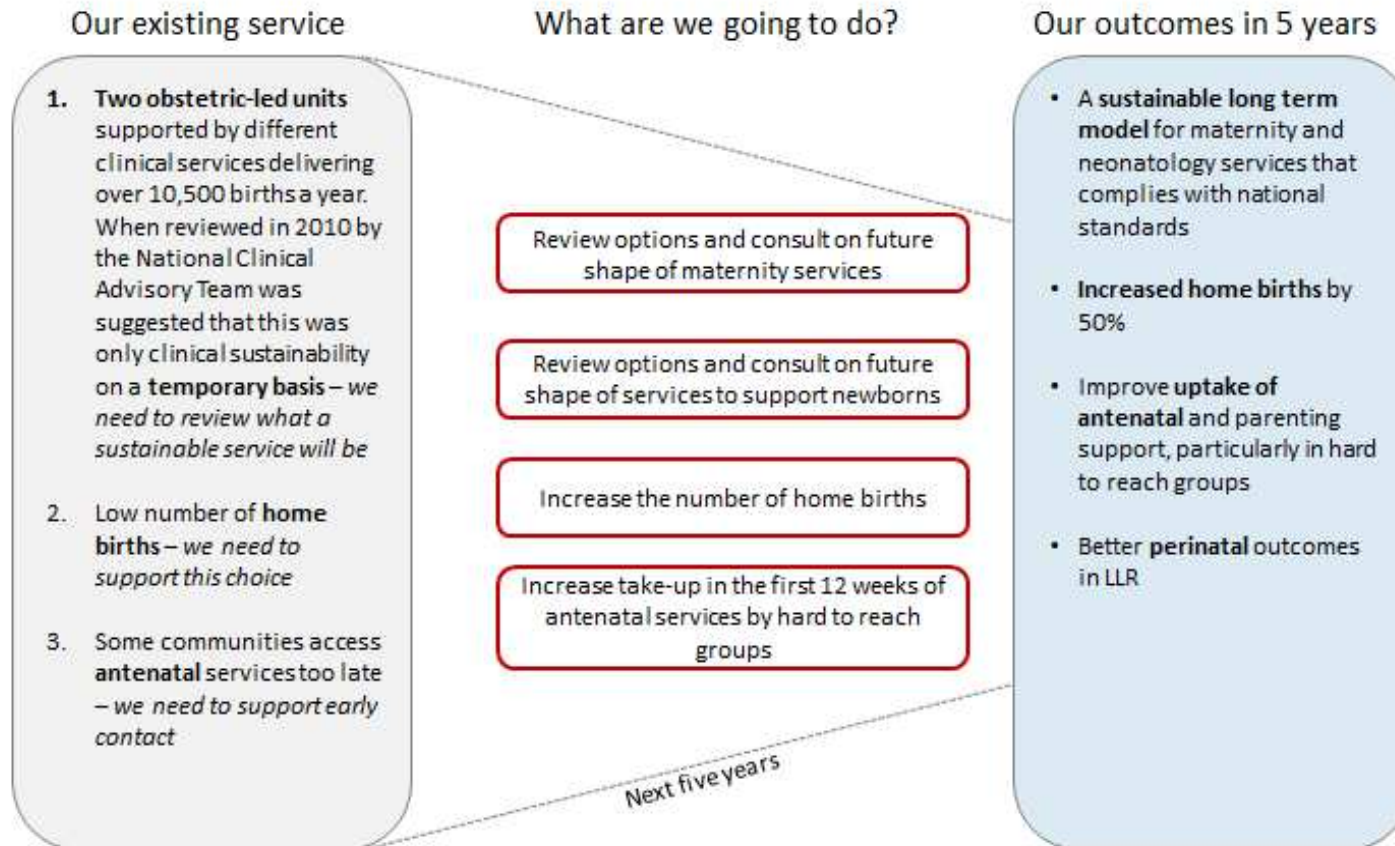 Our existing service
1. Two obstetric-led units
supported by different
clinical services delivering
over 10,500 births a year.
When reviewed in 2010 by
the National Clinical
Advisory Team was
suggested that this was
only clinical sustainability
on a temporary basis – we
need to review what a
sustainable service will be
2. Low number of home
births – we need to
support this choice
3. Some communities access
antenatal services too late
– we need to support early
contact
What are we going to do?
Review options and consult on future
shape of maternity services
Review options and consult on future
shape of services to support newborns
Increase the number of home births
Increase take-up in the first 12 weeks of
antenatal services by hard to reach
groups
Next five years
Our outcomes in 5 years
• A sustainable long term
model for maternity and
neonatology services that
complies with national
standards
• Increased home births by
50%
• Improve uptake of
antenatal and parenting
support, particularly in hard
to reach groups
• Better perinatal outcomes
in LLR